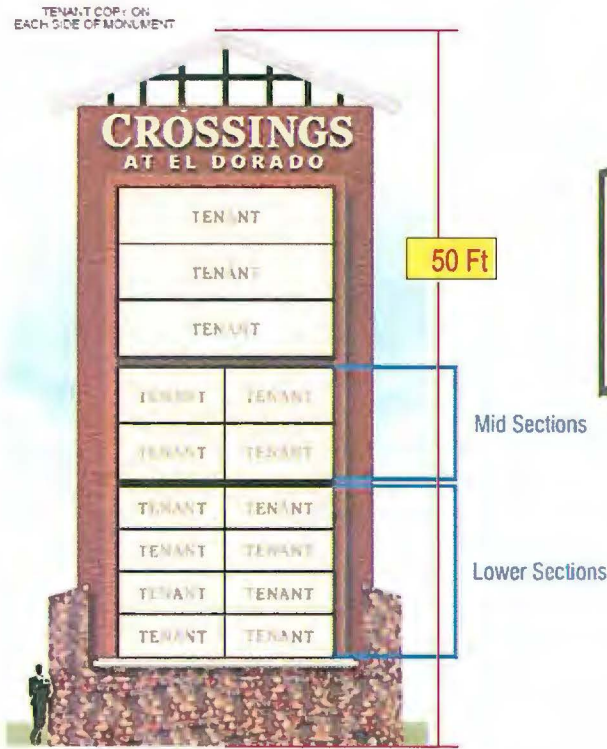 TENANT COPY ON
EACH SIDE OF MONUMENT
CROSSINGS
AT EL DORADO
TENANT
TENANT
TENANT
50 Ft
TENANT TENANT
TENANT TENANT
Mid Sections
TENANT TENANT
TENANT TENANT
TENANT TENANT
TENANT TENANT
Lower Sections